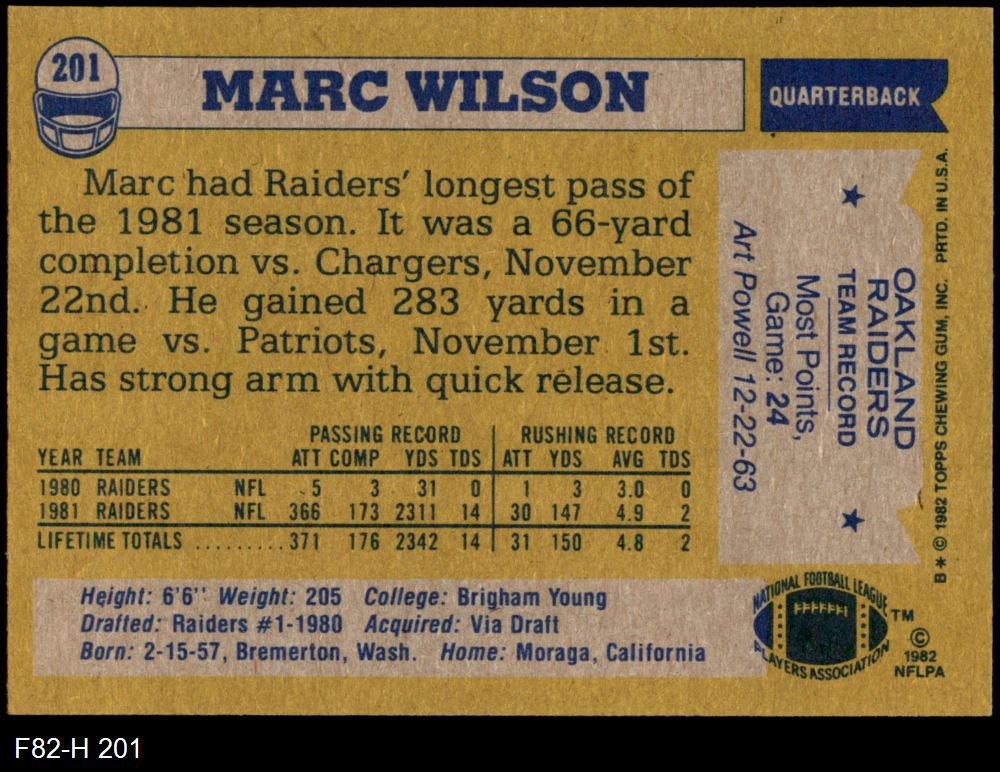 201
MARC WILSON
QUARTERBACK
Marc had Raiders' longest pass of
the 1981 season. It was a 66-yard
completion vs. Chargers, November
22nd. He gained 283 yards in a
game vs. Patriots, November 1st.
Has strong arm with quick release.
PASSING RECORD RUSHING RECORD
YEAR TEAM ATT COMP YDS TDS ATT YDS AVG TDS
1980 RAIDERS NFL 5 3 31 0 1 3 3.0 0
1981 RAIDERS NFL 366 173 2311 14 30 147 4.9 2
LIFETIME TOTALS .........371 176 2342 14 31 150 4.8 2
Height: 6'6" Weight: 205 College: Brigham Young
Drafted: Raiders #1-1980 Acquired: Via Draft
Born: 2-15-57, Bremerton, Wash. Home: Moraga, California
OAKLAND
RAIDERS
TEAM RECORD
Most Points,
Game: 24
Art Powell 12-22-63
B* © 1982 TOPPS CHEWING GUM, INC. PRTD. IN U.S.A.
NATIONAL FOOTBALL LEAGUE
PLAYERS ASSOCIATION
TM
©
1982
NFLPA
F82-H 201